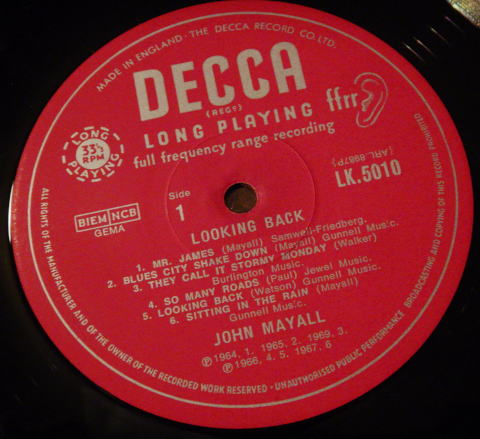 MADE IN ENGLAND · THE DECCA RECORD CO. LTD.
DECCA
(REGD)
LONG PLAYING ffrr
full frequency range recording
LONG
33⅓
RPM
PLAYING
(ARL.8987)
LK.5010
Side
1
BIEM NCB
GEMA
LOOKING BACK
1. MR. JAMES (Mayall) Samwell-Friedberg.
2. BLUES CITY SHAKE DOWN (Mayall) Gunnell Music.
3. THEY CALL IT STORMY MONDAY (Walker)
Burlington Music.
4. SO MANY ROADS (Paul) Jewel Music.
5. LOOKING BACK (Watson) Gunnell Music.
6. SITTING IN THE RAIN (Mayall)
Gunnell Music.
JOHN MAYALL
℗1964, 1. 1965, 2. 1969, 3.
℗1966, 4. 5. 1967, 6
ALL RIGHTS OF THE MANUFACTURER AND OF THE OWNER OF THE RECORDED WORK RESERVED · UNAUTHORISED PUBLIC PERFORMANCE BROADCASTING AND COPYING OF THIS RECORD PROHIBITED